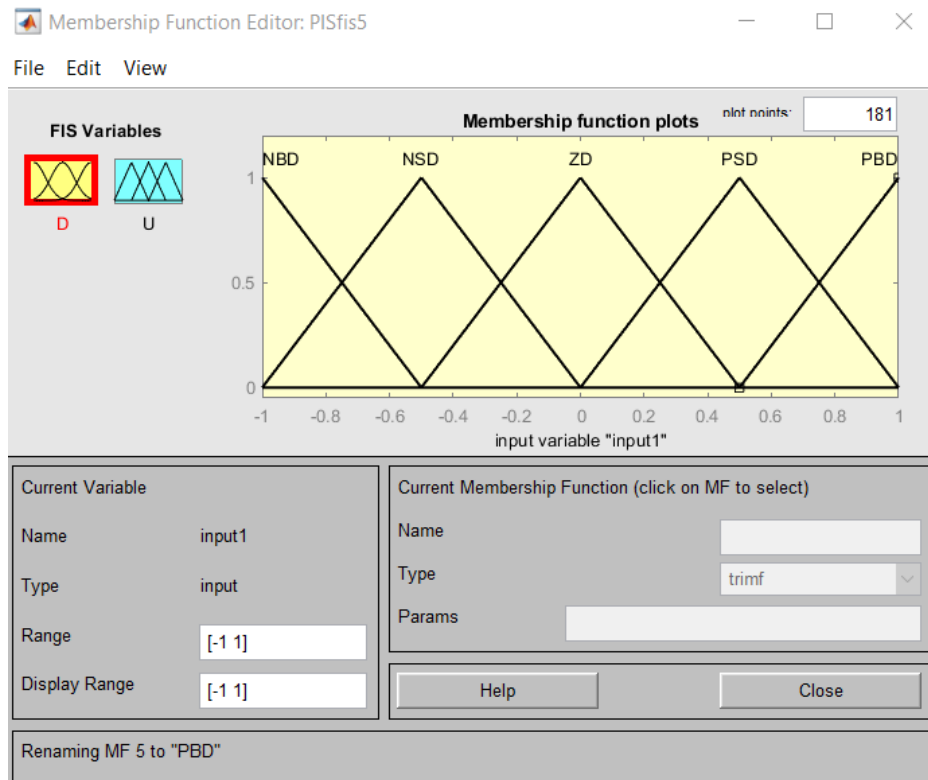 Membership Function Editor: PISfis5
File Edit View
FIS Variables
D
U
Membership function plots
plot points:
181
NBD NSD ZD PSD PBD
1
0.5
0
-1 -0.8 -0.6 -0.4 -0.2 0 0.2 0.4 0.6 0.8 1
input variable "input1"
Current Variable
Name input1
Type input
Range [-1 1]
Display Range [-1 1]
Current Membership Function (click on MF to select)
Name
Type trimf
Params
Help Close
Renaming MF 5 to "PBD"